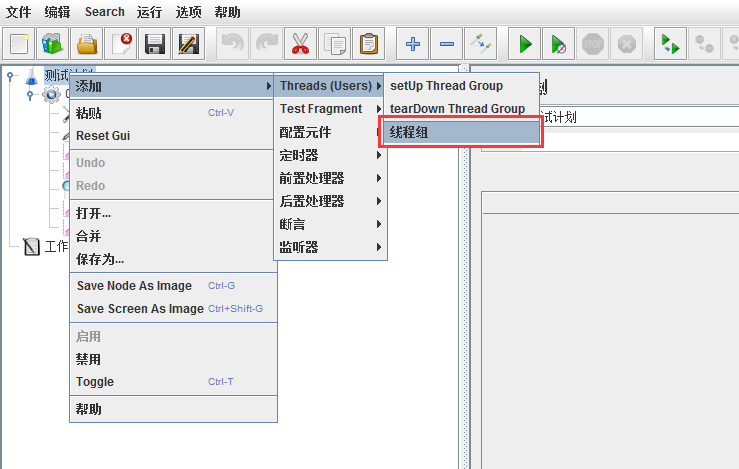 文件 编辑 Search 运行 选项 帮助
测试计划
添加
粘贴 Ctrl-V
Reset Gui
Undo
Redo
打开...
合并
保存为...
Save Node As Image Ctrl-G
Save Screen As Image Ctrl+Shift-G
启用
禁用
Toggle Ctrl-T
帮助
工作
Threads (Users)
Test Fragment
配置元件
定时器
前置处理器
后置处理器
断言
监听器
setUp Thread Group
tearDown Thread Group
线程组
试计划
STOP